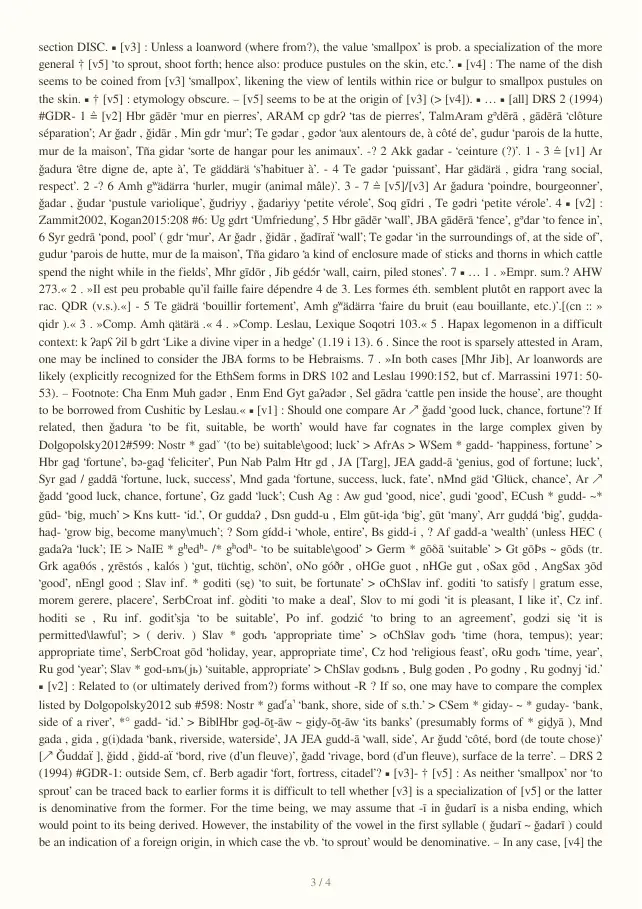 section DISC. ▪ [v3] : Unless a loanword (where from?), the value ‘smallpox’ is prob. a specialization of the more
general † [v5] ‘to sprout, shoot forth; hence also: produce pustules on the skin, etc.’. ▪ [v4] : The name of the dish
seems to be coined from [v3] ‘smallpox’, likening the view of lentils within rice or bulgur to smallpox pustules on
the skin. ▪ † [v5] : etymology obscure. – [v5] seems to be at the origin of [v3] (> [v4]). ▪ … ▪ [all] DRS 2 (1994)
#GDR- 1 ≙ [v2] Hbr gādēr ‘mur en pierres’, ARAM cp gdrʔ ‘tas de pierres’, TalmAram gᵊdērā , gādērā ‘clôture
séparation’; Ar ǧadr , ǧidār , Min gdr ‘mur’; Te gədar , gədor ‘aux alentours de, à côté de’, gudur ‘parois de la hutte,
mur de la maison’, Tña gidar ‘sorte de hangar pour les animaux’. -? 2 Akk gadar - ‘ceinture (?)’. 1 - 3 ≙ [v1] Ar
ǧadura ‘être digne de, apte à’, Te gäddärä ‘s’habituer à’. - 4 Te gadər ‘puissant’, Har gädära , gidra ‘rang social,
respect’. 2 -? 6 Amh gʷädärra ‘hurler, mugir (animal mâle)’. 3 - 7 ≙ [v5]/[v3] Ar ǧadura ‘poindre, bourgeonner’,
ǧadar , ǧudar ‘pustule variolique’, ǧudriyy , ǧadariyy ‘petite vérole’, Soq gīdri , Te gədri ‘petite vérole’. 4 ▪ [v2] :
Zammit2002, Kogan2015:208 #6: Ug gdrt ‘Umfriedung’, 5 Hbr gādēr ‘wall’, JBA gādērā ‘fence’, gᵊdar ‘to fence in’,
6 Syr gedrā ‘pond, pool’ ( gdr ‘mur’, Ar ǧadr , ǧidār , ǧadīraẗ ‘wall’; Te gədar ‘in the surroundings of, at the side of’,
gudur ‘parois de hutte, mur de la maison’, Tña gidaro ‘a kind of enclosure made of sticks and thorns in which cattle
spend the night while in the fields’, Mhr gīdōr , Jib gédɔ́r ‘wall, cairn, piled stones’. 7 ▪ … 1 . »Empr. sum.? AHW
273.« 2 . »Il est peu probable qu’il faille faire dépendre 4 de 3. Les formes éth. semblent plutôt en rapport avec la
rac. QDR (v.s.).«] - 5 Te gädrä ‘bouillir fortement’, Amh gʷädärra ‘faire du bruit (eau bouillante, etc.)’.[(cn :: »
qidr ).« 3 . »Comp. Amh qätärä .« 4 . »Comp. Leslau, Lexique Soqotri 103.« 5 . Hapax legomenon in a difficult
context: k ʔapʕ ʔil b gdrt ‘Like a divine viper in a hedge’ (1.19 i 13). 6 . Since the root is sparsely attested in Aram,
one may be inclined to consider the JBA forms to be Hebraisms. 7 . »In both cases [Mhr Jib], Ar loanwords are
likely (explicitly recognized for the EthSem forms in DRS 102 and Leslau 1990:152, but cf. Marrassini 1971: 50-
53). – Footnote: Cha Enm Muh gadər , Enm End Gyt gaʔadər , Sel gädra ‘cattle pen inside the house’, are thought
to be borrowed from Cushitic by Leslau.« ▪ [v1] : Should one compare Ar ↗ ǧadd ‘good luck, chance, fortune’? If
related, then ǧadura ‘to be fit, suitable, be worth’ would have far cognates in the large complex given by
Dolgopolsky2012#599: Nostr * gadˇ ‘(to be) suitable\good; luck’ > AfrAs > WSem * gadd- ‘happiness, fortune’ >
Hbr gaḏ ‘fortune’, bə-gaḏ ‘feliciter’, Pun Nab Palm Htr gd , JA [Targ], JEA gadd-ā ‘genius, god of fortune; luck’,
Syr gad / gaddā ‘fortune, luck, success’, Mnd gada ‘fortune, success, luck, fate’, nMnd gäd ‘Glück, chance’, Ar ↗
ǧadd ‘good luck, chance, fortune’, Gz gadd ‘luck’; Cush Ag : Aw gud ‘good, nice’, gudi ‘good’, ECush * gudd- ~*
gūd- ‘big, much’ > Kns kutt- ‘id.’, Or guddaʔ , Dsn gudd-u , Elm gūt-iḍa ‘big’, gūt ‘many’, Arr guḍḍá ‘big’, guḍḍa-
haḍ- ‘grow big, become many\much’; ? Som gídd-i ‘whole, entire’, Bs gidd-i , ? Af gadd-a ‘wealth’ (unless HEC (
gadaʔa ‘luck’; IE > NaIE * gʰedʰ- /* gʰodʰ- ‘to be suitable\good’ > Germ * gōðā ‘suitable’ > Gt gōÞs ~ gōds (tr.
Grk aɡaθós , χrēstós , kalós ) ‘gut, tüchtig, schön’, oNo góðr , oHGe guot , nHGe gut , oSax gōd , AngSax ʒōd
‘good’, nEngl good ; Slav inf. * goditi (sę) ‘to suit, be fortunate’ > oChSlav inf. goditi ‘to satisfy | gratum esse,
morem gerere, placere’, SerbCroat inf. gòditi ‘to make a deal’, Slov to mi godi ‘it is pleasant, I like it’, Cz inf.
hoditi se , Ru inf. godit'sja ‘to be suitable’, Po inf. godzić ‘to bring to an agreement’, godzi się ‘it is
permitted\lawful’; > ( deriv. ) Slav * godъ ‘appropriate time’ > oChSlav godъ ‘time (hora, tempus); year;
appropriate time’, SerbCroat gōd ‘holiday, year, appropriate time’, Cz hod ‘religious feast’, oRu godъ ‘time, year’,
Ru god ‘year’; Slav * god-ьnъ(jь) ‘suitable, appropriate’ > ChSlav godьnъ , Bulg goden , Po godny , Ru godnyj ‘id.’
▪ [v2] : Related to (or ultimately derived from?) forms without -R ? If so, one may have to compare the complex
listed by Dolgopolsky2012 sub #598: Nostr * gadʕaˀ ‘bank, shore, side of s.th.’ > CSem * giday- ~ * guday- ‘bank,
side of a river’, *° gadd- ‘id.’ > BiblHbr gəḏ-ōṯ-āw ~ giḏy-ōṯ-āw ‘its banks’ (presumably forms of * giḏyā ), Mnd
gada , gida , g(i)dada ‘bank, riverside, waterside’, JA JEA gudd-ā ‘wall, side’, Ar ǧudd ‘côté, bord (de toute chose)’
[↗ Ǧuddaẗ ], ǧidd , ǧidd-aẗ ‘bord, rive (d’un fleuve)’, ǧadd ‘rivage, bord (d’un fleuve), surface de la terre’. – DRS 2
(1994) #GDR-1: outside Sem, cf. Berb agadir ‘fort, fortress, citadel’? ▪ [v3]- † [v5] : As neither ‘smallpox’ nor ‘to
sprout’ can be traced back to earlier forms it is difficult to tell whether [v3] is a specialization of [v5] or the latter
is denominative from the former. For the time being, we may assume that -ī in ǧudarī is a nisba ending, which
would point to its being derived. However, the instability of the vowel in the first syllable ( ǧudarī ~ ǧadarī ) could
be an indication of a foreign origin, in which case the vb. ‘to sprout’ would be denominative. – In any case, [v4] the
3 / 4